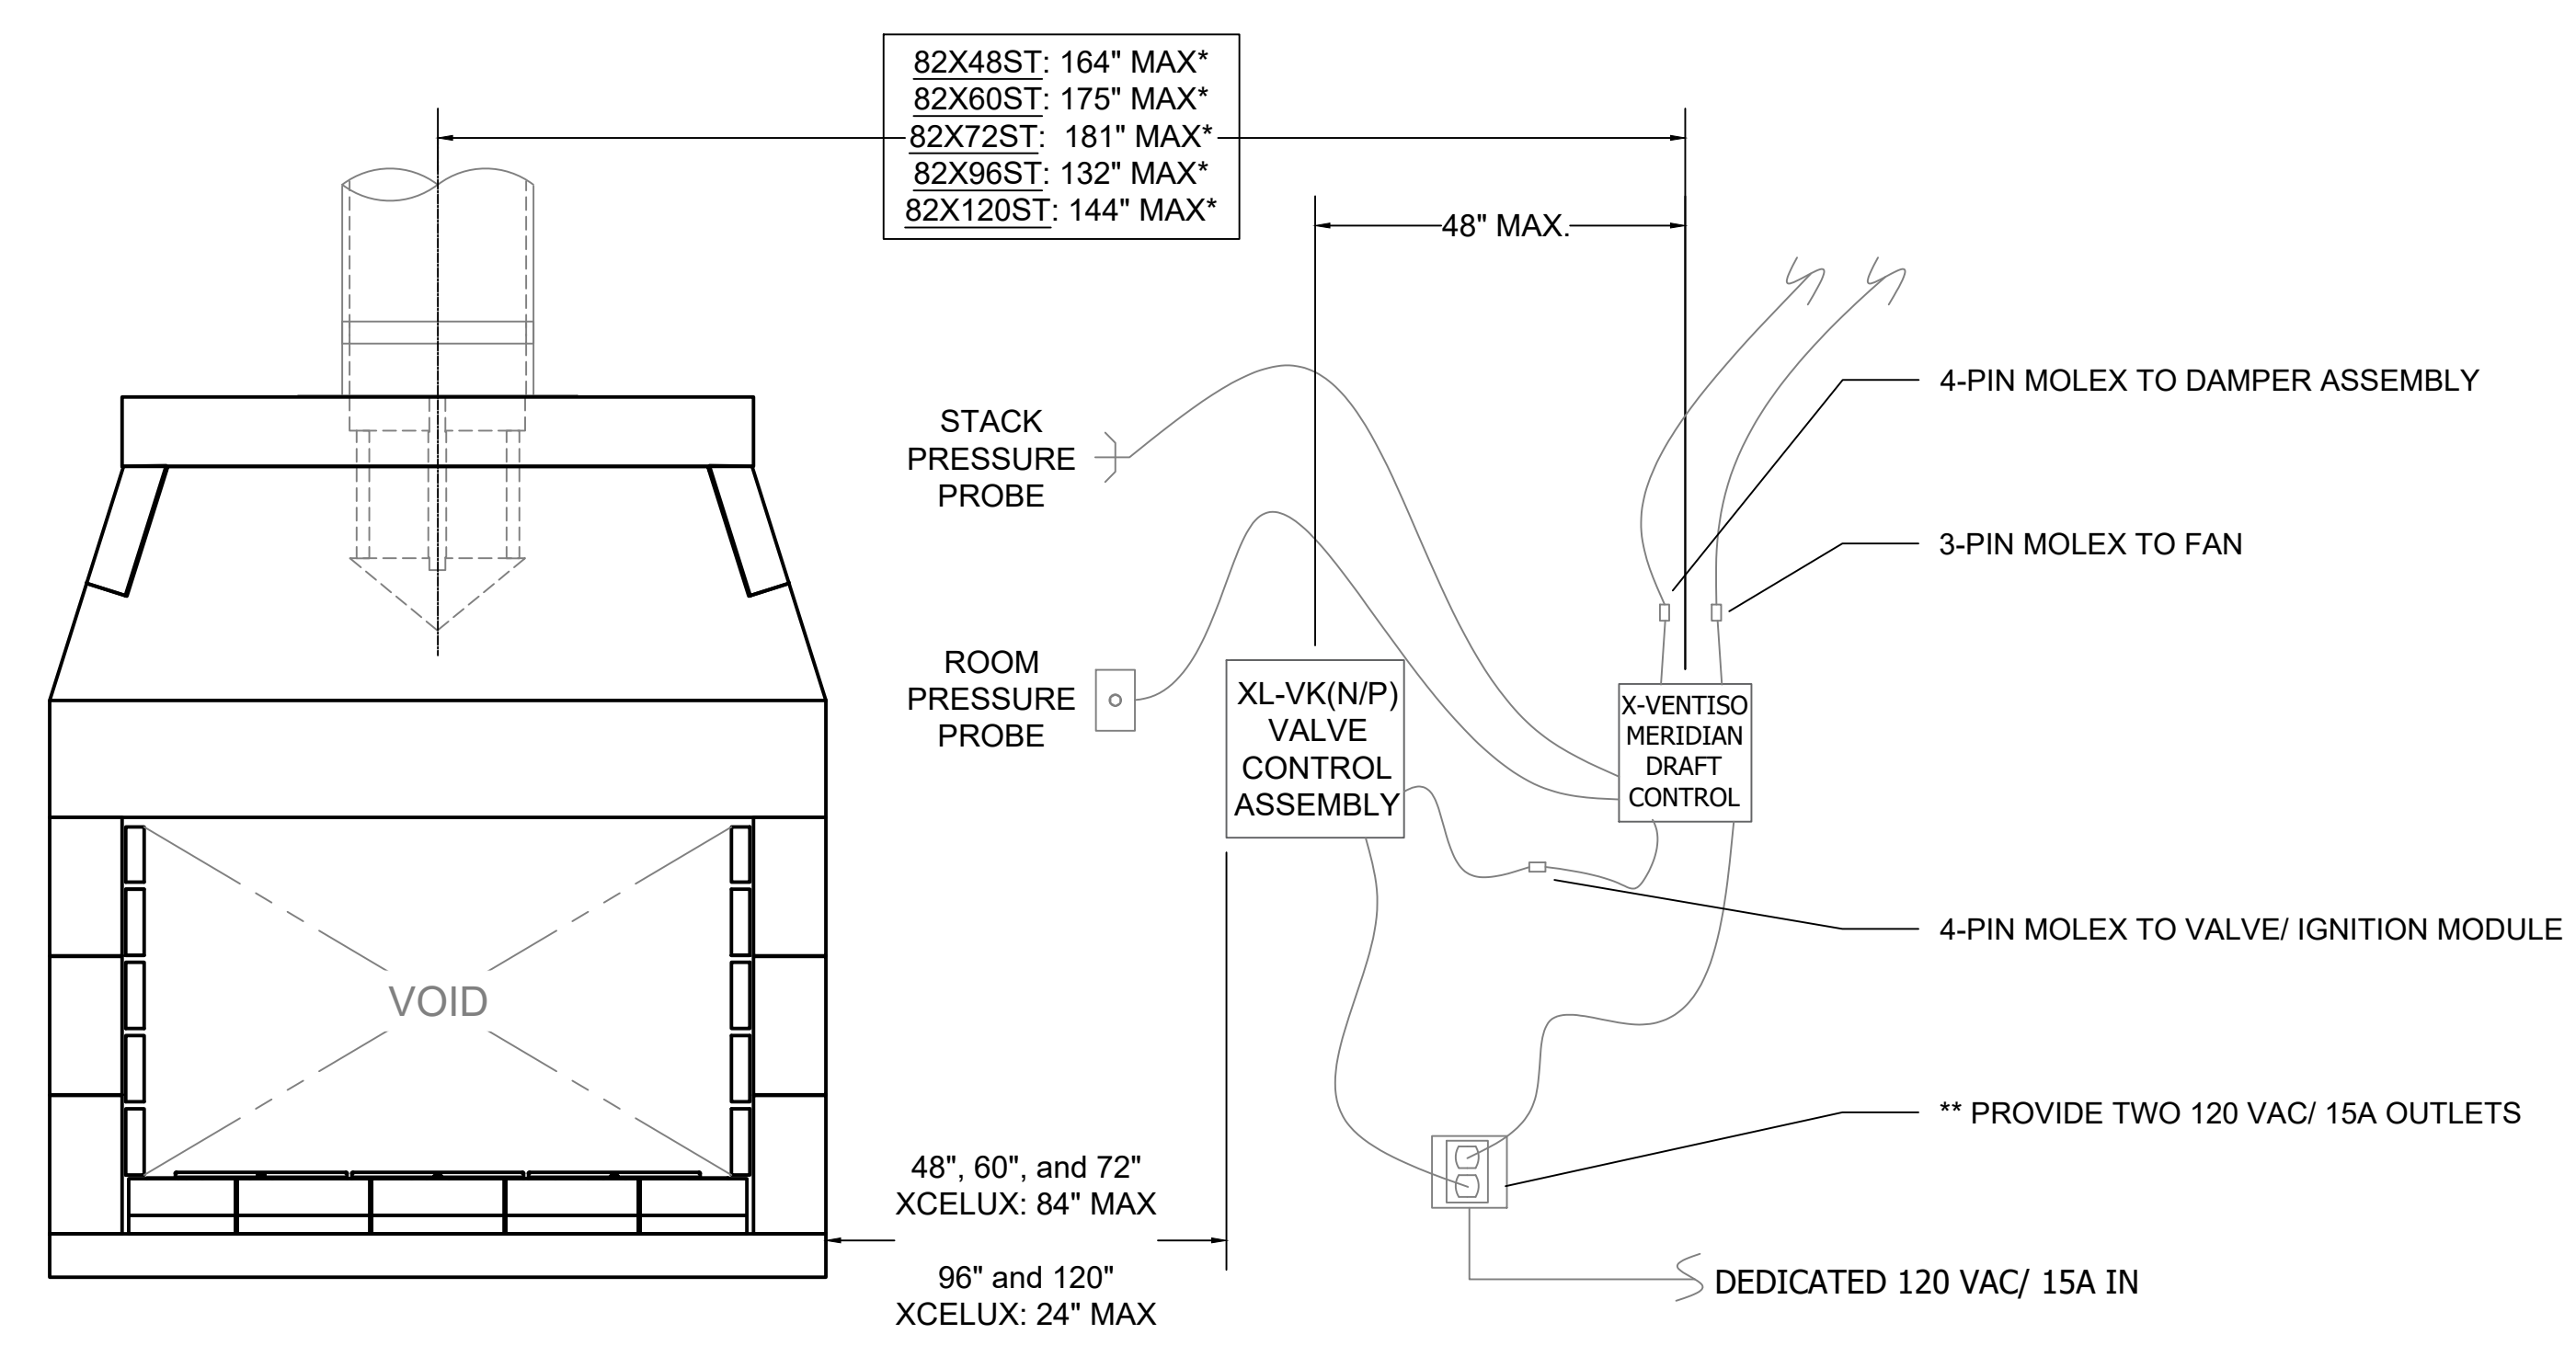 82X48ST: 164" MAX*
82X60ST: 175" MAX*
82X72ST: 181" MAX*
82X96ST: 132" MAX*
82X120ST: 144" MAX*
48" MAX.
4-PIN MOLEX TO DAMPER ASSEMBLY
STACK
PRESSURE
PROBE
3-PIN MOLEX TO FAN
ROOM
PRESSURE
PROBE
XL-VK(N/P)
VALVE
CONTROL
ASSEMBLY
X-VENTISO
MERIDIAN
DRAFT
CONTROL
4-PIN MOLEX TO VALVE/ IGNITION MODULE
VOID
** PROVIDE TWO 120 VAC/ 15A OUTLETS
48", 60", and 72"
XCELUX: 84" MAX
96" and 120"
XCELUX: 24" MAX
DEDICATED 120 VAC/ 15A IN